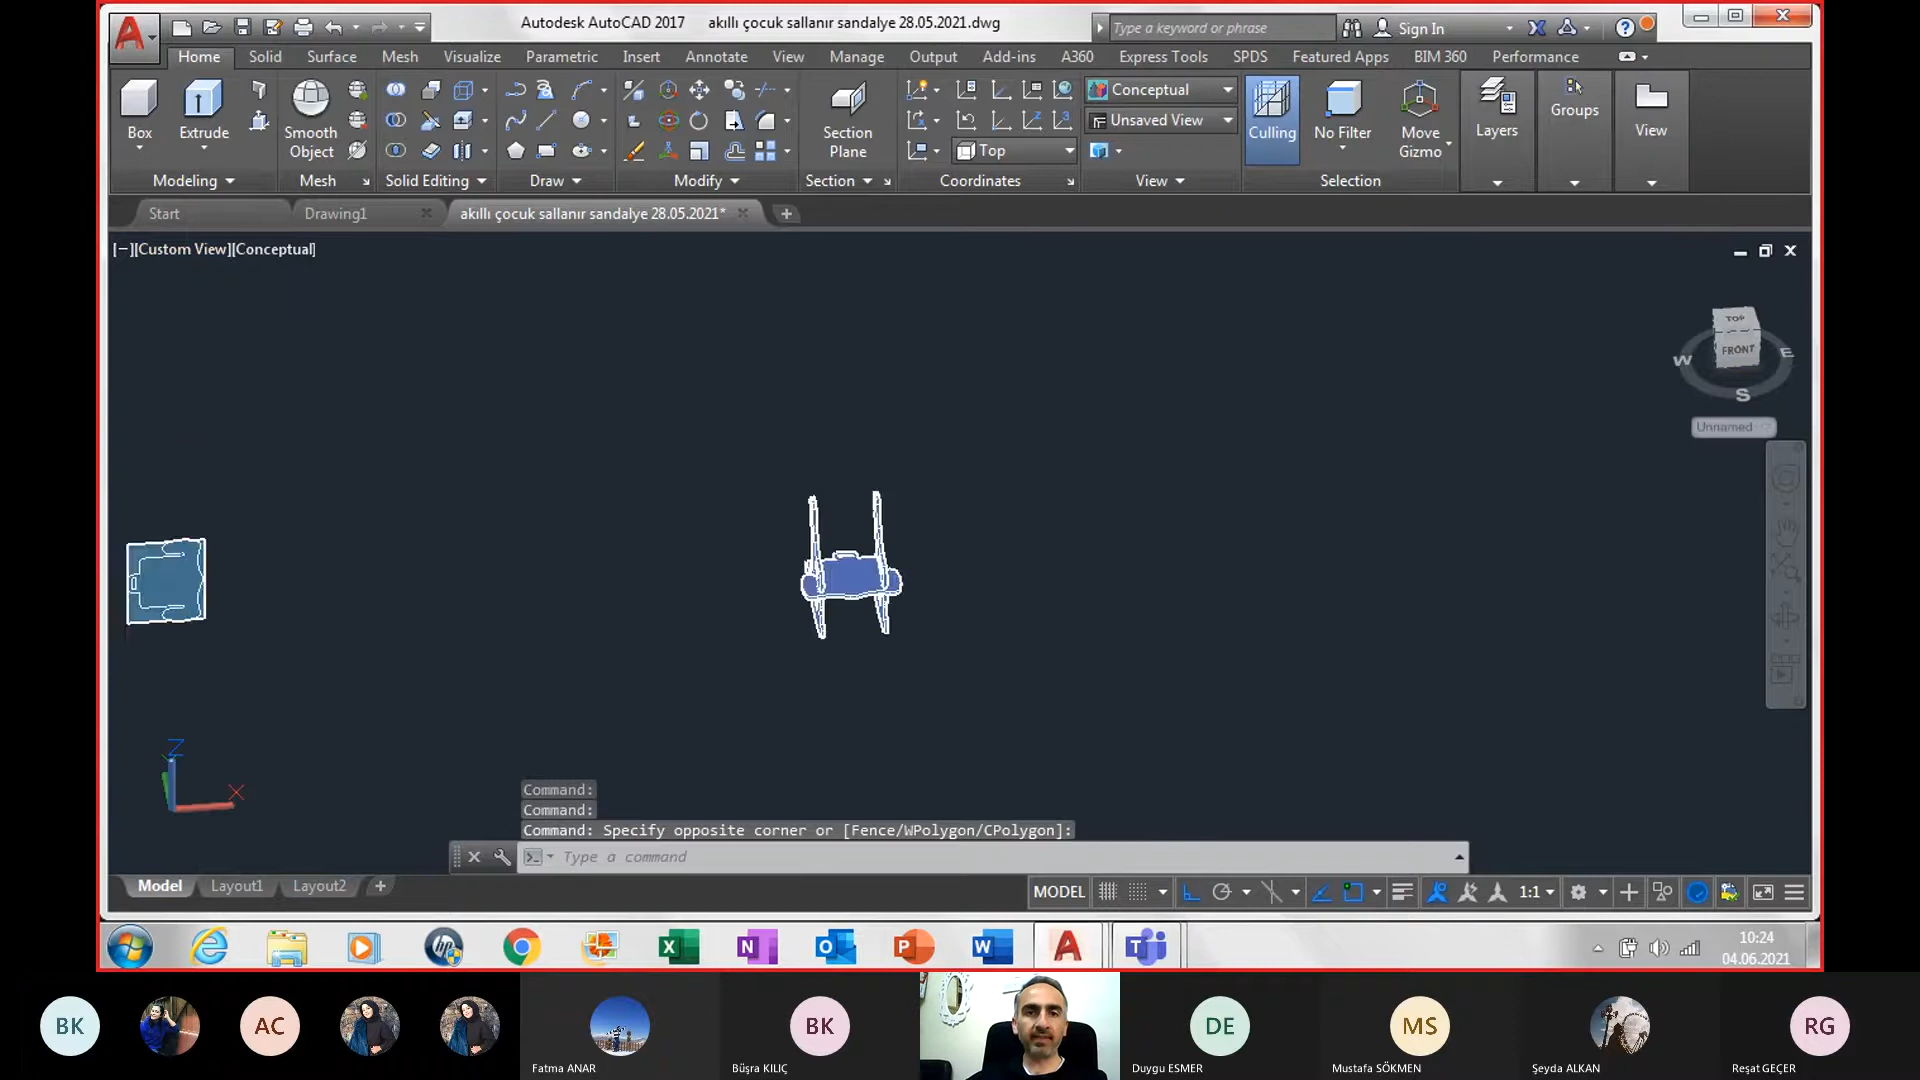 Autodesk AutoCAD 2017 akıllı çocuk sallanır sandalye 28.05.2021.dwg
Type a keyword or phrase
Sign In
Home Solid Surface Mesh Visualize Parametric Insert Annotate View Manage Output Add-ins A360 Express Tools SPDS Featured Apps BIM 360 Performance
Box
Extrude
Smooth Object
Section Plane
Top
Conceptual
Unsaved View
Culling
No Filter
Move Gizmo
Layers
Groups
View
Modeling Mesh Solid Editing Draw Modify Section Coordinates View Selection
Start Drawing1 akıllı çocuk sallanır sandalye 28.05.2021*
[−][Custom View][Conceptual]
TOP
FRONT
W E
S
Unnamed
Z
X
Command:
Command:
Command: Specify opposite corner or [Fence/WPolygon/CPolygon]:
Type a command
Model Layout1 Layout2 +
MODEL 1:1
10:24
04.06.2021
BK AC BK DE MS RG
Fatma ANAR Büşra KILIÇ Duygu ESMER Mustafa SÖKMEN Şeyda ALKAN Reşat GEÇER